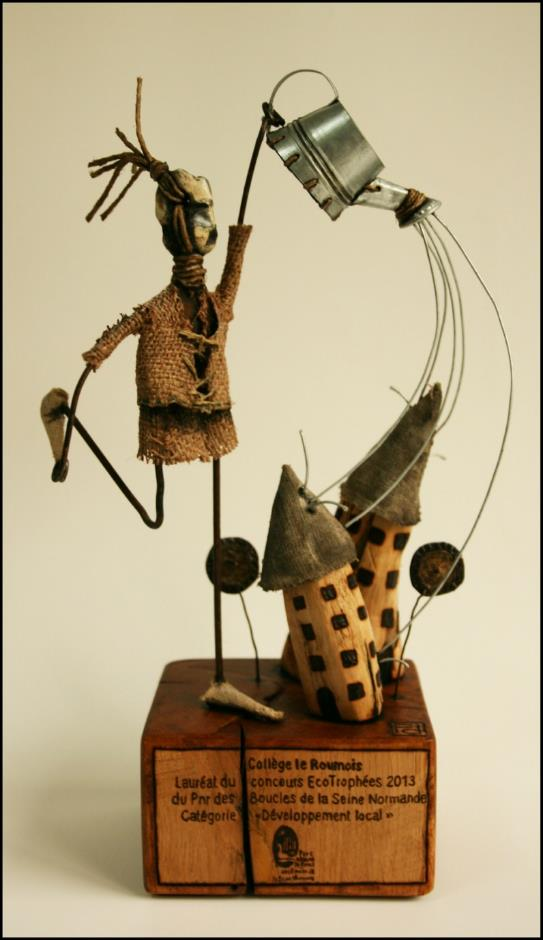 Collège le Roumois
Lauréat du concours EcoTrophées 2013
du Pnr des Boucles de la Seine Normande
Catégorie «Développement local»
Parc